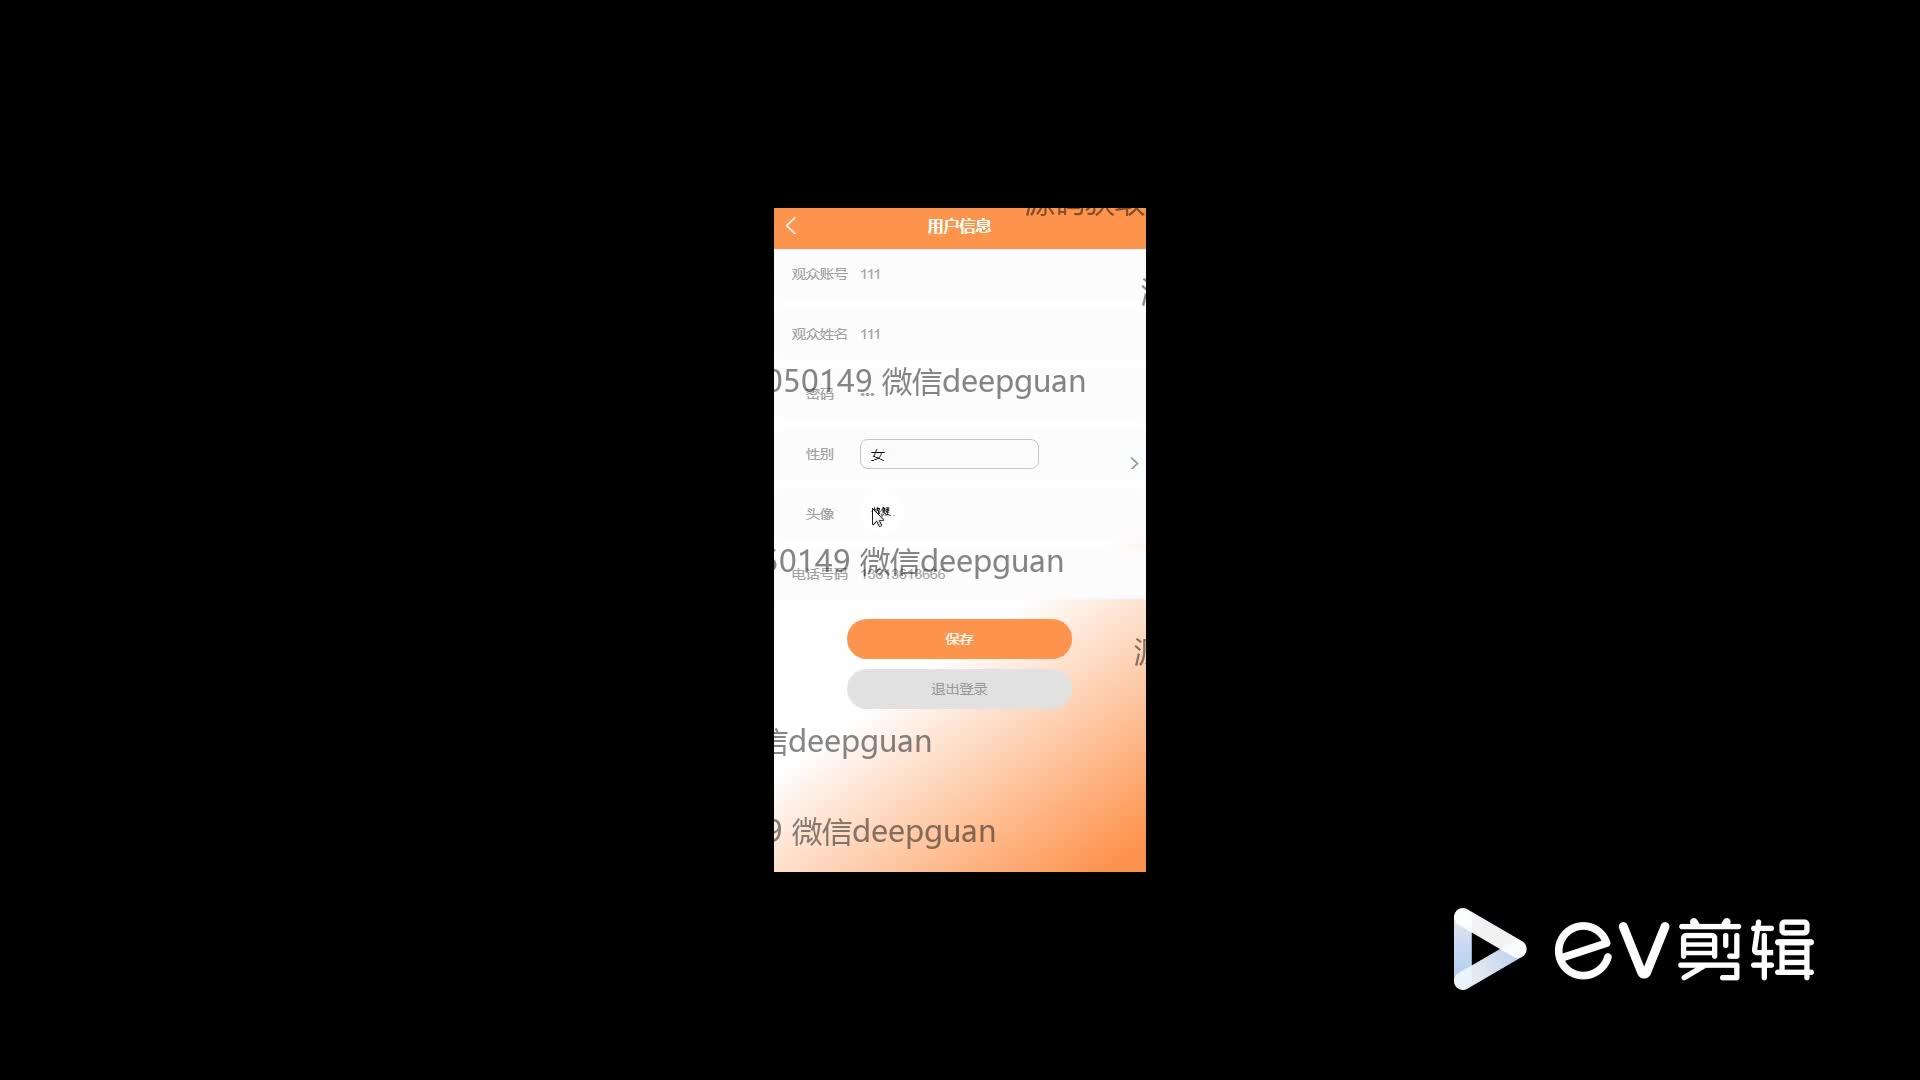 用户信息
观众账号 111
观众姓名 111
050149 微信deepguan
密码 ***
性别 女
头像
50149 微信deepguan
电话号码
保存
退出登录
信deepguan
9 微信deepguan
ev剪辑